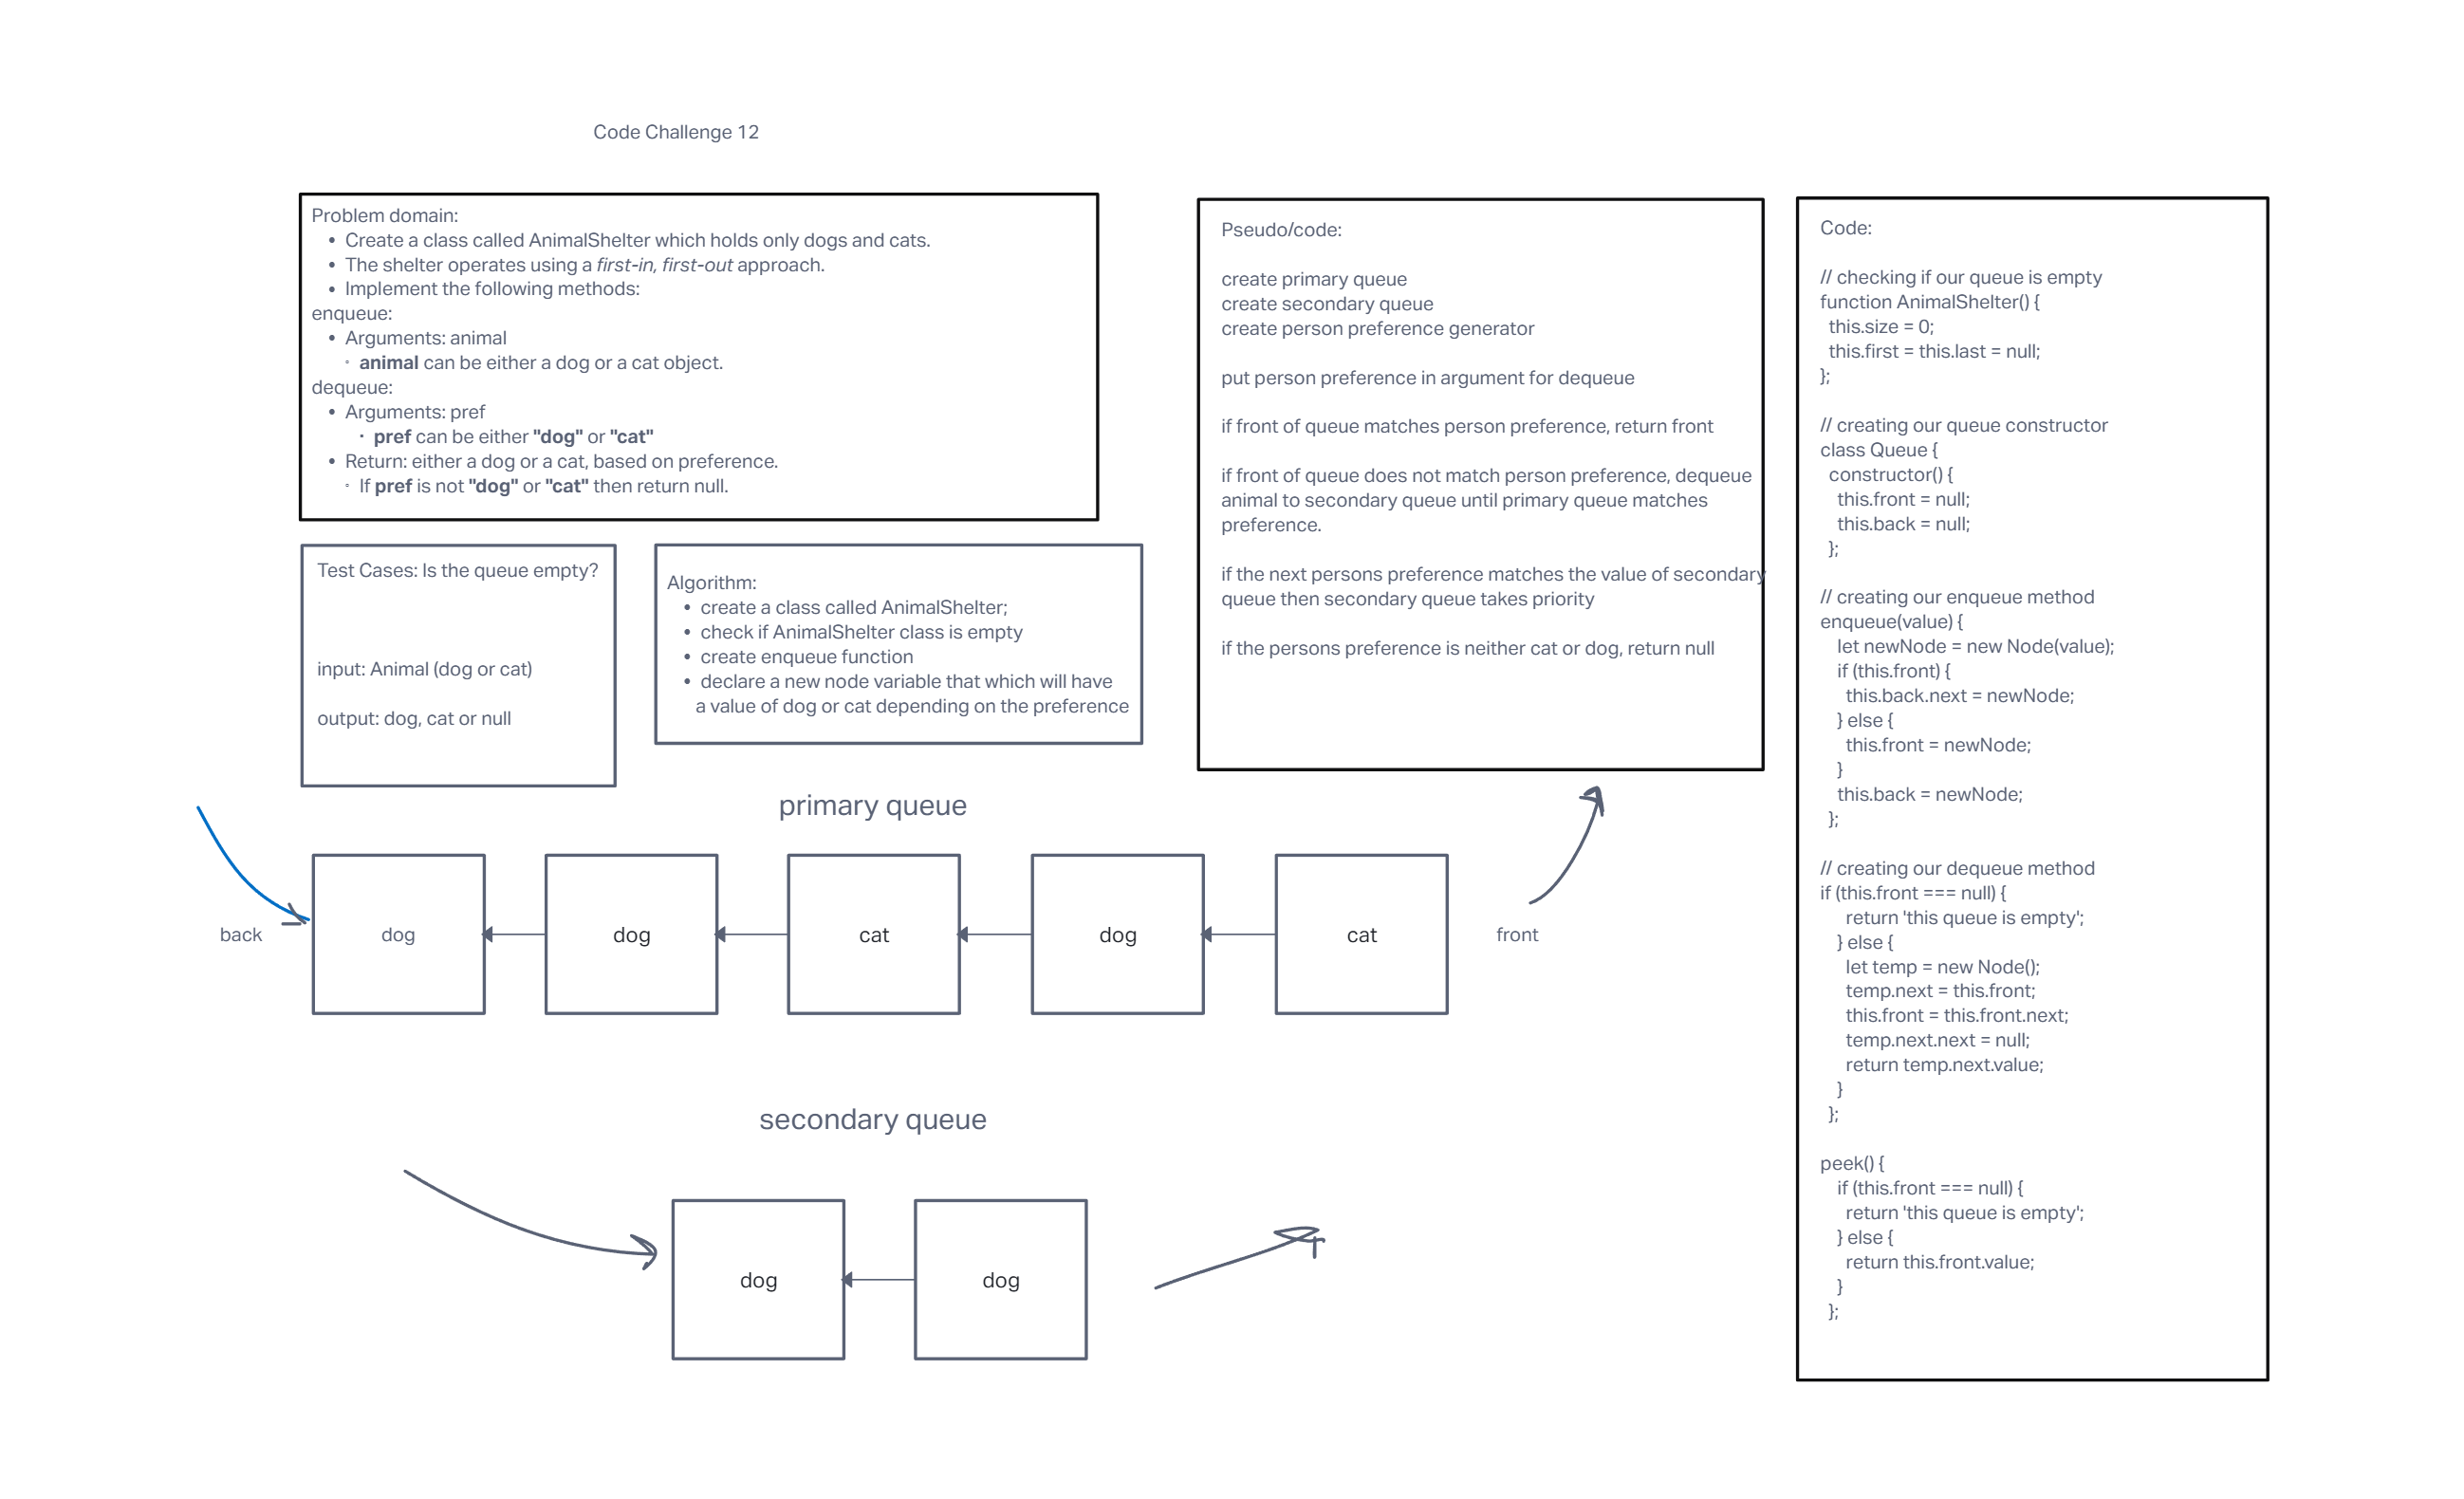 Code Challenge 12
Problem domain:
• Create a class called AnimalShelter which holds only dogs and cats.
• The shelter operates using a first-in, first-out approach.
• Implement the following methods:
enqueue:
• Arguments: animal
◦ animal can be either a dog or a cat object.
dequeue:
• Arguments: pref
▪ pref can be either "dog" or "cat"
• Return: either a dog or a cat, based on preference.
◦ If pref is not "dog" or "cat" then return null.
Test Cases: Is the queue empty?
input: Animal (dog or cat)
output: dog, cat or null
Algorithm:
• create a class called AnimalShelter;
• check if AnimalShelter class is empty
• create enqueue function
• declare a new node variable that which will have
a value of dog or cat depending on the preference
Pseudo/code:
create primary queue
create secondary queue
create person preference generator
put person preference in argument for dequeue
if front of queue matches person preference, return front
if front of queue does not match person preference, dequeue
animal to secondary queue until primary queue matches
preference.
if the next persons preference matches the value of secondary
queue then secondary queue takes priority
if the persons preference is neither cat or dog, return null
Code:
// checking if our queue is empty
function AnimalShelter() {
this.size = 0;
this.first = this.last = null;
};
// creating our queue constructor
class Queue {
constructor() {
this.front = null;
this.back = null;
};
// creating our enqueue method
enqueue(value) {
let newNode = new Node(value);
if (this.front) {
this.back.next = newNode;
} else {
this.front = newNode;
}
this.back = newNode;
};
// creating our dequeue method
if (this.front === null) {
return 'this queue is empty';
} else {
let temp = new Node();
temp.next = this.front;
this.front = this.front.next;
temp.next.next = null;
return temp.next.value;
}
};
peek() {
if (this.front === null) {
return 'this queue is empty';
} else {
return this.front.value;
}
};
primary queue
back
dog
dog
cat
dog
cat
front
secondary queue
dog
dog